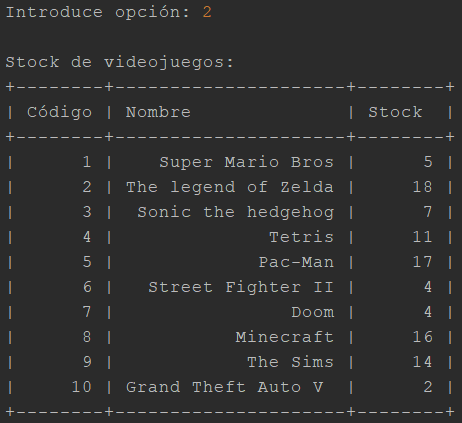 Introduce opción: 2

Stock de videojuegos:
+--------+---------------------+--------+
| Código | Nombre              | Stock  |
+--------+---------------------+--------+
|      1 |    Super Mario Bros |      5 |
|      2 | The legend of Zelda |     18 |
|      3 |  Sonic the hedgehog |      7 |
|      4 |              Tetris |     11 |
|      5 |             Pac-Man |     17 |
|      6 |   Street Fighter II |      4 |
|      7 |                Doom |      4 |
|      8 |           Minecraft |     16 |
|      9 |            The Sims |     14 |
|     10 | Grand Theft Auto V  |      2 |
+--------+---------------------+--------+